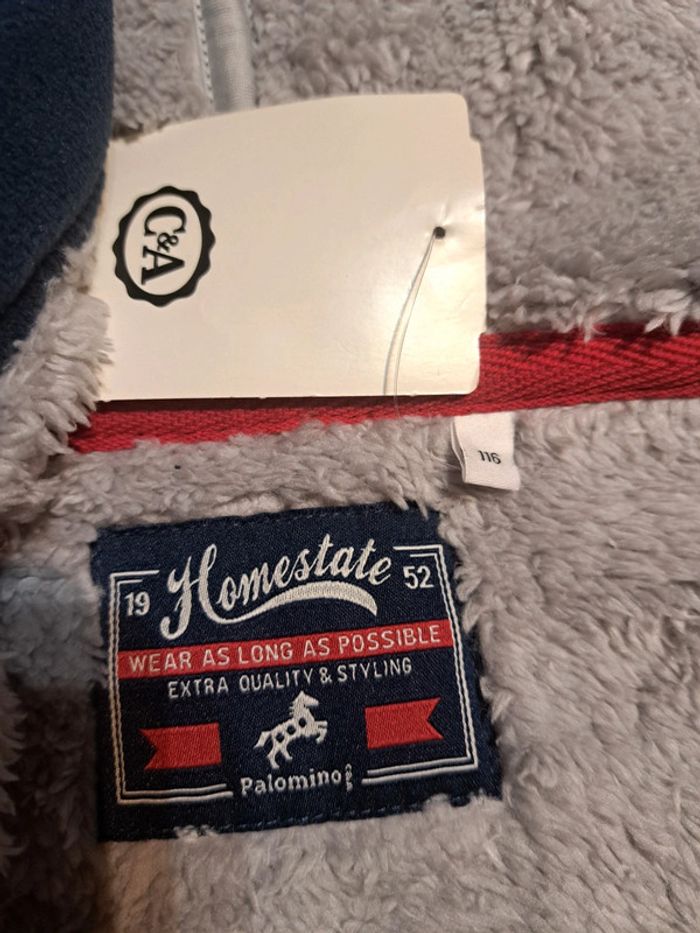 C&A
116
19 Homestate 52
WEAR AS LONG AS POSSIBLE
EXTRA QUALITY & STYLING
Palomino